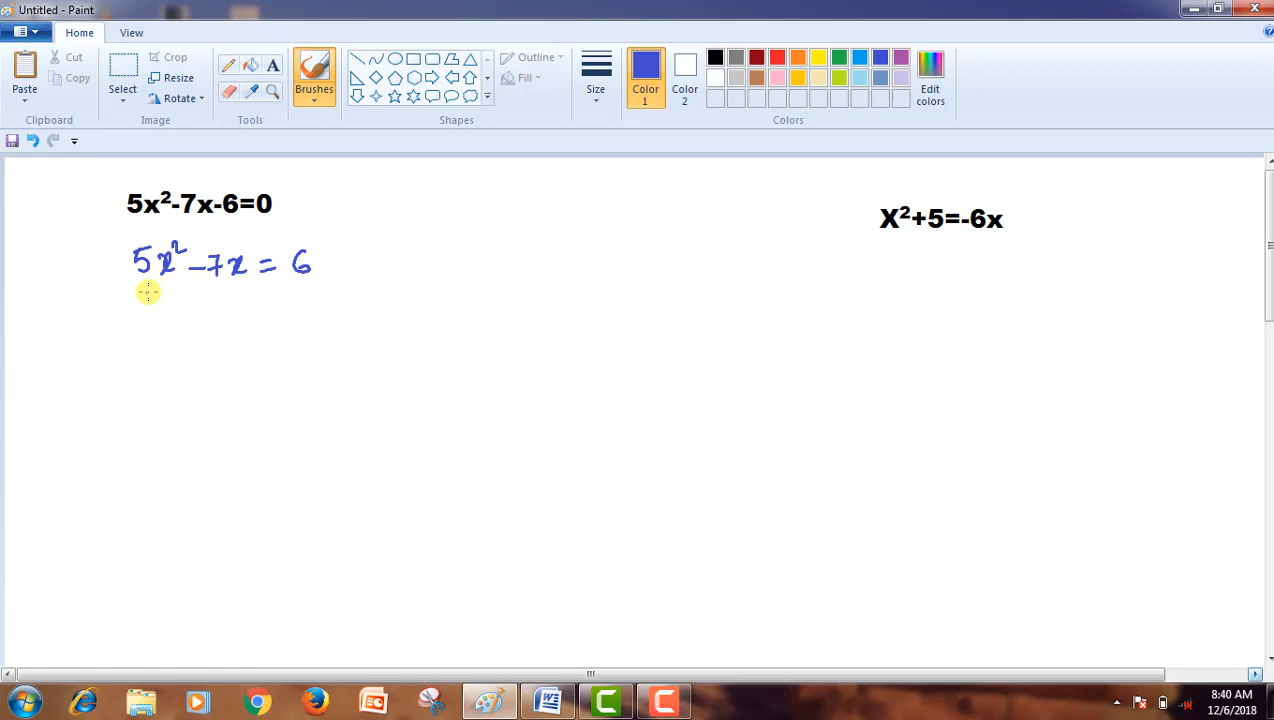 Untitled - Paint
Home View
Paste
Cut
Copy
Clipboard
Select
Crop
Resize
Rotate
Image
A
Tools
Brushes
Outline
Fill
Shapes
Size
Color 1
Color 2
Edit colors
Colors
5x²-7x-6=0
5x² -7x = 6
X²+5=-6x
8:40 AM
12/6/2018